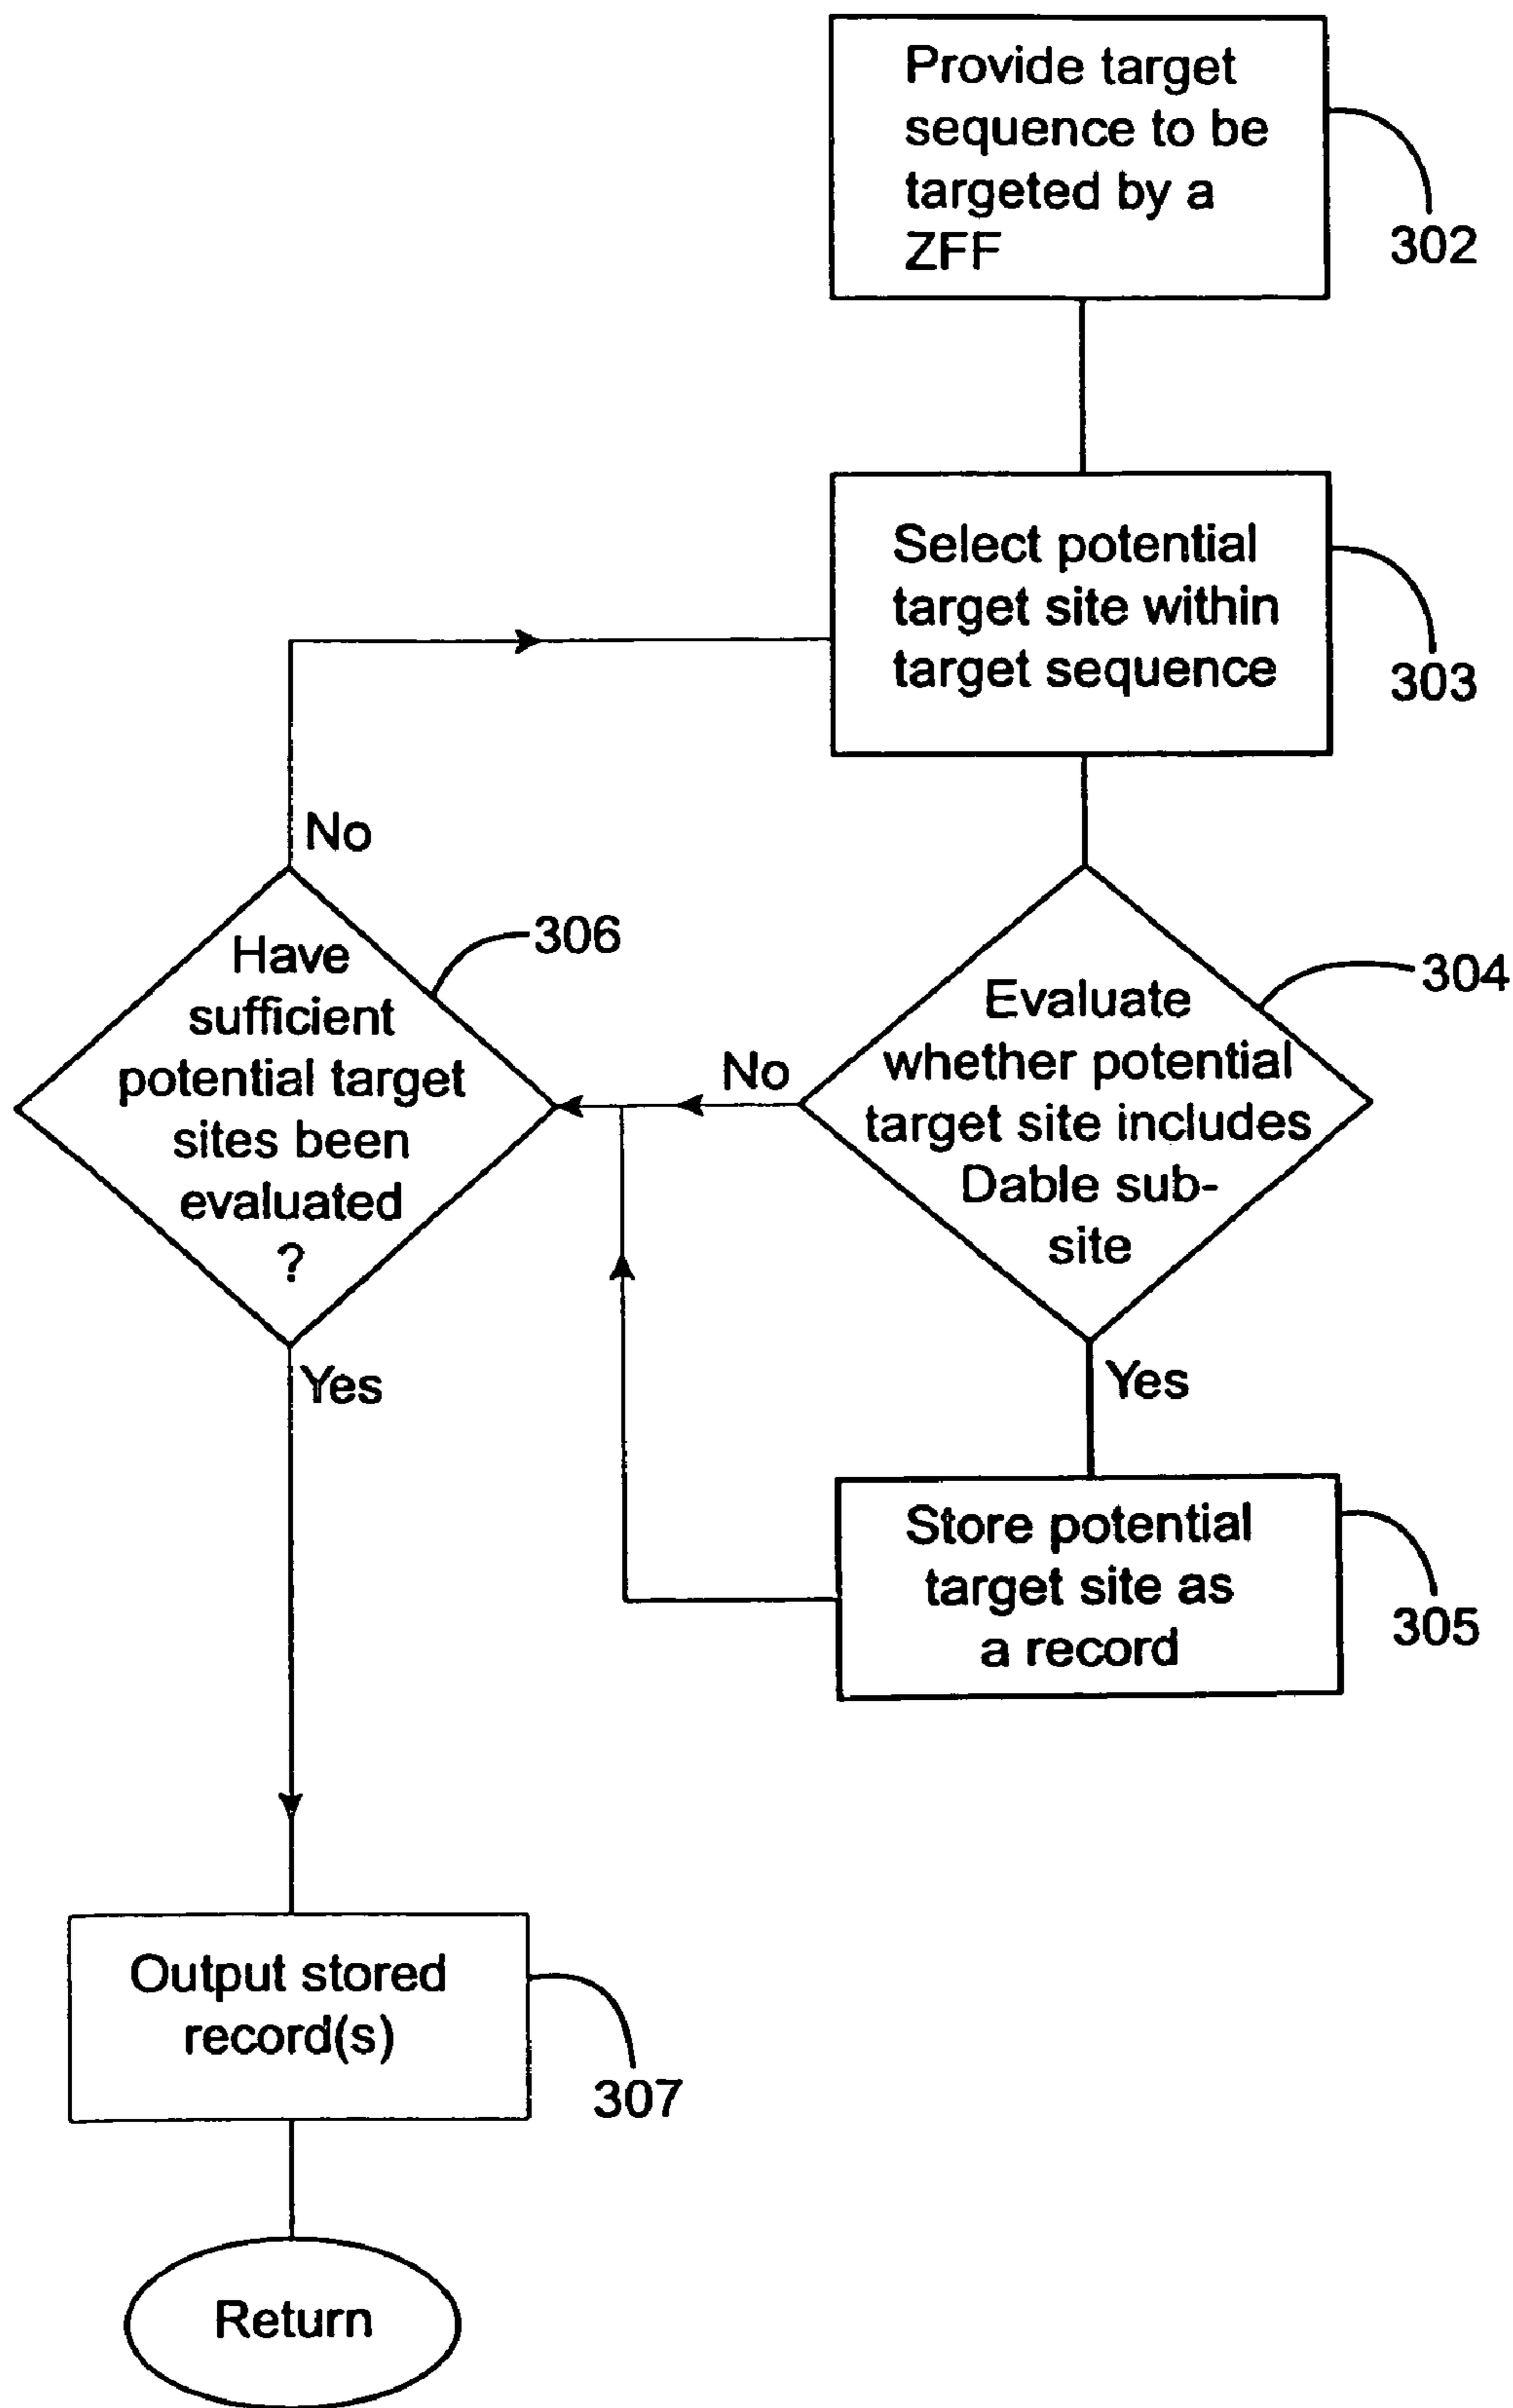 Provide target
sequence to be
targeted by a
ZFF
302
Select potential
target site within
target sequence
303
No
Have
sufficient
potential target
sites been
evaluated
?
306
Evaluate
whether potential
target site includes
Dable sub-
site
304
No
Yes
Yes
Store potential
target site as
a record
305
Output stored
record(s)
307
Return